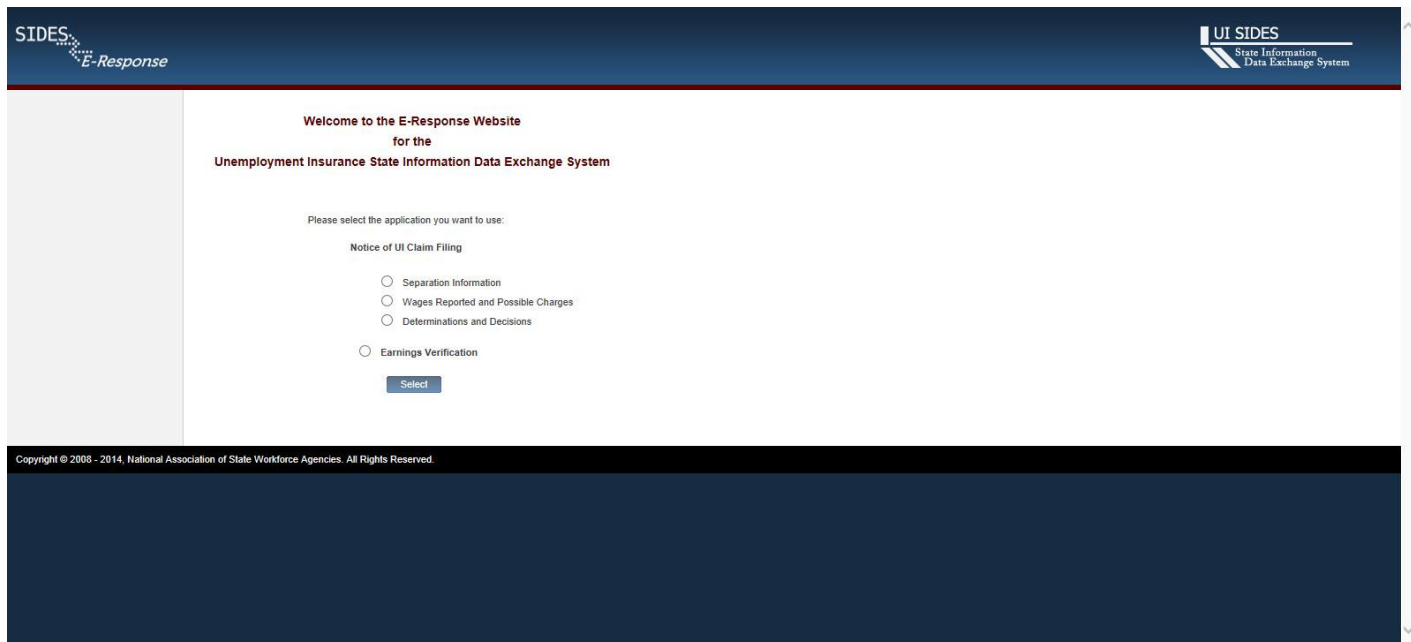 SIDES
E-Response
UI SIDES
State Information
Data Exchange System
Welcome to the E-Response Website
for the
Unemployment Insurance State Information Data Exchange System
Please select the application you want to use:
Notice of UI Claim Filing
Separation Information
Wages Reported and Possible Charges
Determinations and Decisions
Earnings Verification
Select
Copyright © 2008 - 2014, National Association of State Workforce Agencies. All Rights Reserved.